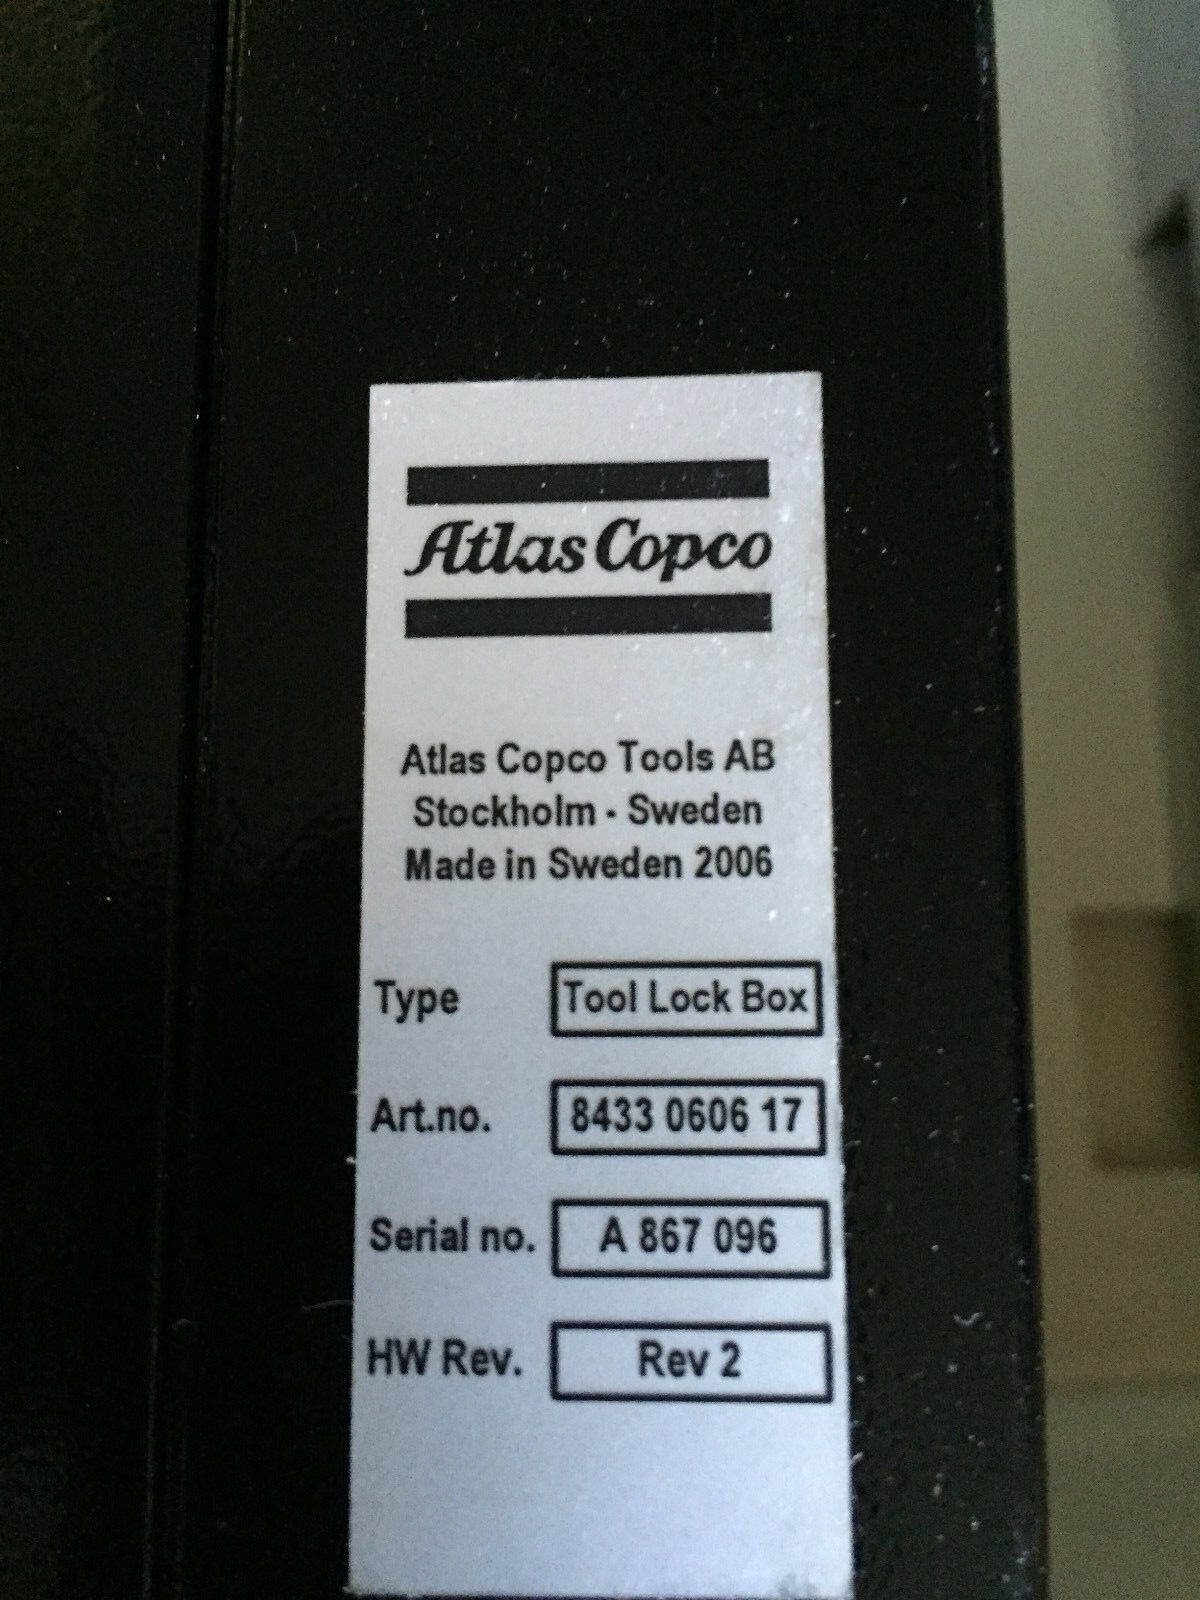 Atlas Copco
Atlas Copco Tools AB
Stockholm - Sweden
Made in Sweden 2006
Type Tool Lock Box
Art.no. 8433 0606 17
Serial no. A 867 096
HW Rev. Rev 2